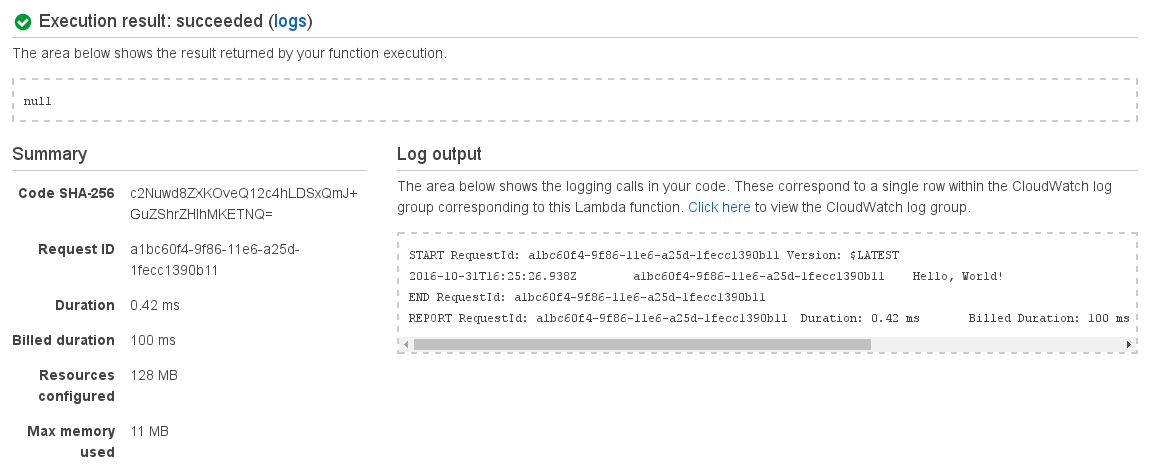 Execution result: succeeded (logs)
The area below shows the result returned by your function execution.
null
Summary
Code SHA-256 c2Nuwd8ZXKOveQ12c4hLDSxQmJ+
GuZShrZHIhMKETNQ=
Request ID a1bc60f4-9f86-11e6-a25d-
1fecc1390b11
Duration 0.42 ms
Billed duration 100 ms
Resources 128 MB
configured
Max memory 11 MB
used
Log output
The area below shows the logging calls in your code. These correspond to a single row within the CloudWatch log
group corresponding to this Lambda function. Click here to view the CloudWatch log group.
START RequestId: a1bc60f4-9f86-11e6-a25d-1fecc1390b11 Version: $LATEST
2016-10-31T16:25:26.938Z a1bc60f4-9f86-11e6-a25d-1fecc1390b11 Hello, World!
END RequestId: a1bc60f4-9f86-11e6-a25d-1fecc1390b11
REPORT RequestId: a1bc60f4-9f86-11e6-a25d-1fecc1390b11 Duration: 0.42 ms Billed Duration: 100 ms